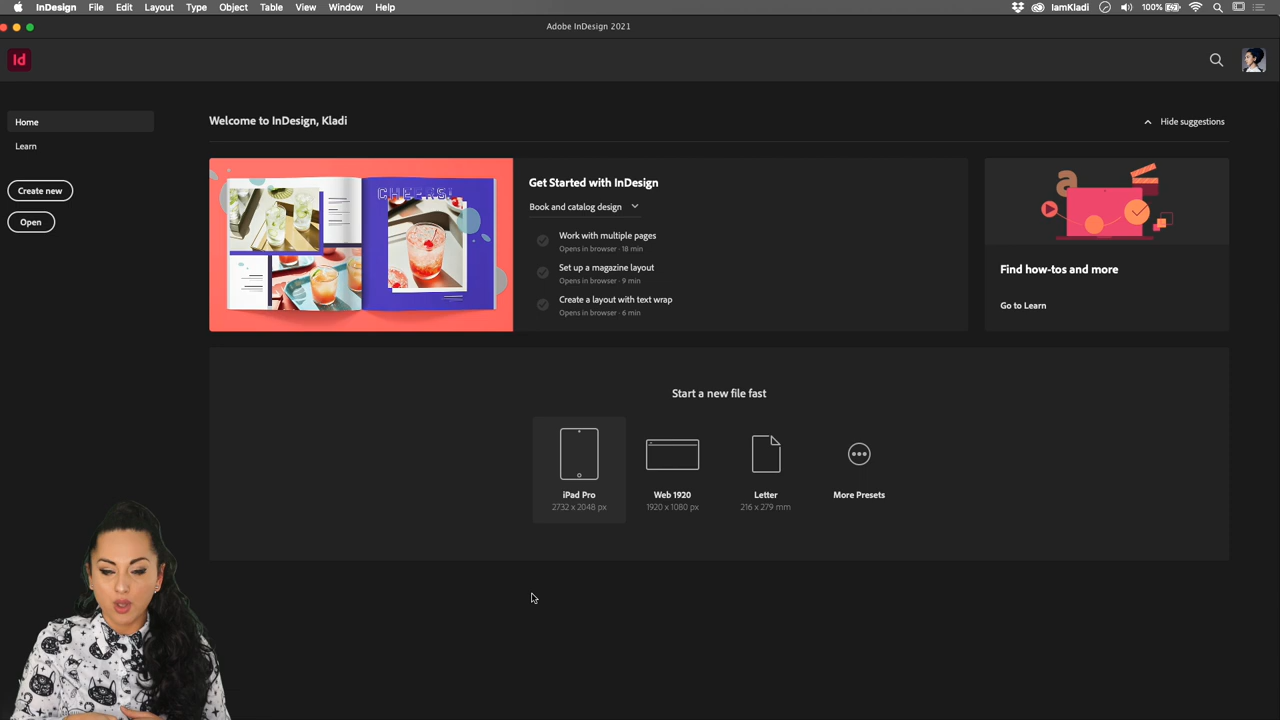 InDesign File Edit Layout Type Object Table View Window Help
IamKladi 100%
Adobe InDesign 2021
Id
Home
Learn
Create new
Open
Welcome to InDesign, Kladi
Hide suggestions
CHEERS!
Get Started with InDesign
Book and catalog design
Work with multiple pages
Opens in browser · 18 min
Set up a magazine layout
Opens in browser · 9 min
Create a layout with text wrap
Opens in browser · 6 min
a
Find how-tos and more
Go to Learn
Start a new file fast
iPad Pro
2732 x 2048 px
Web 1920
1920 x 1080 px
Letter
216 x 279 mm
More Presets